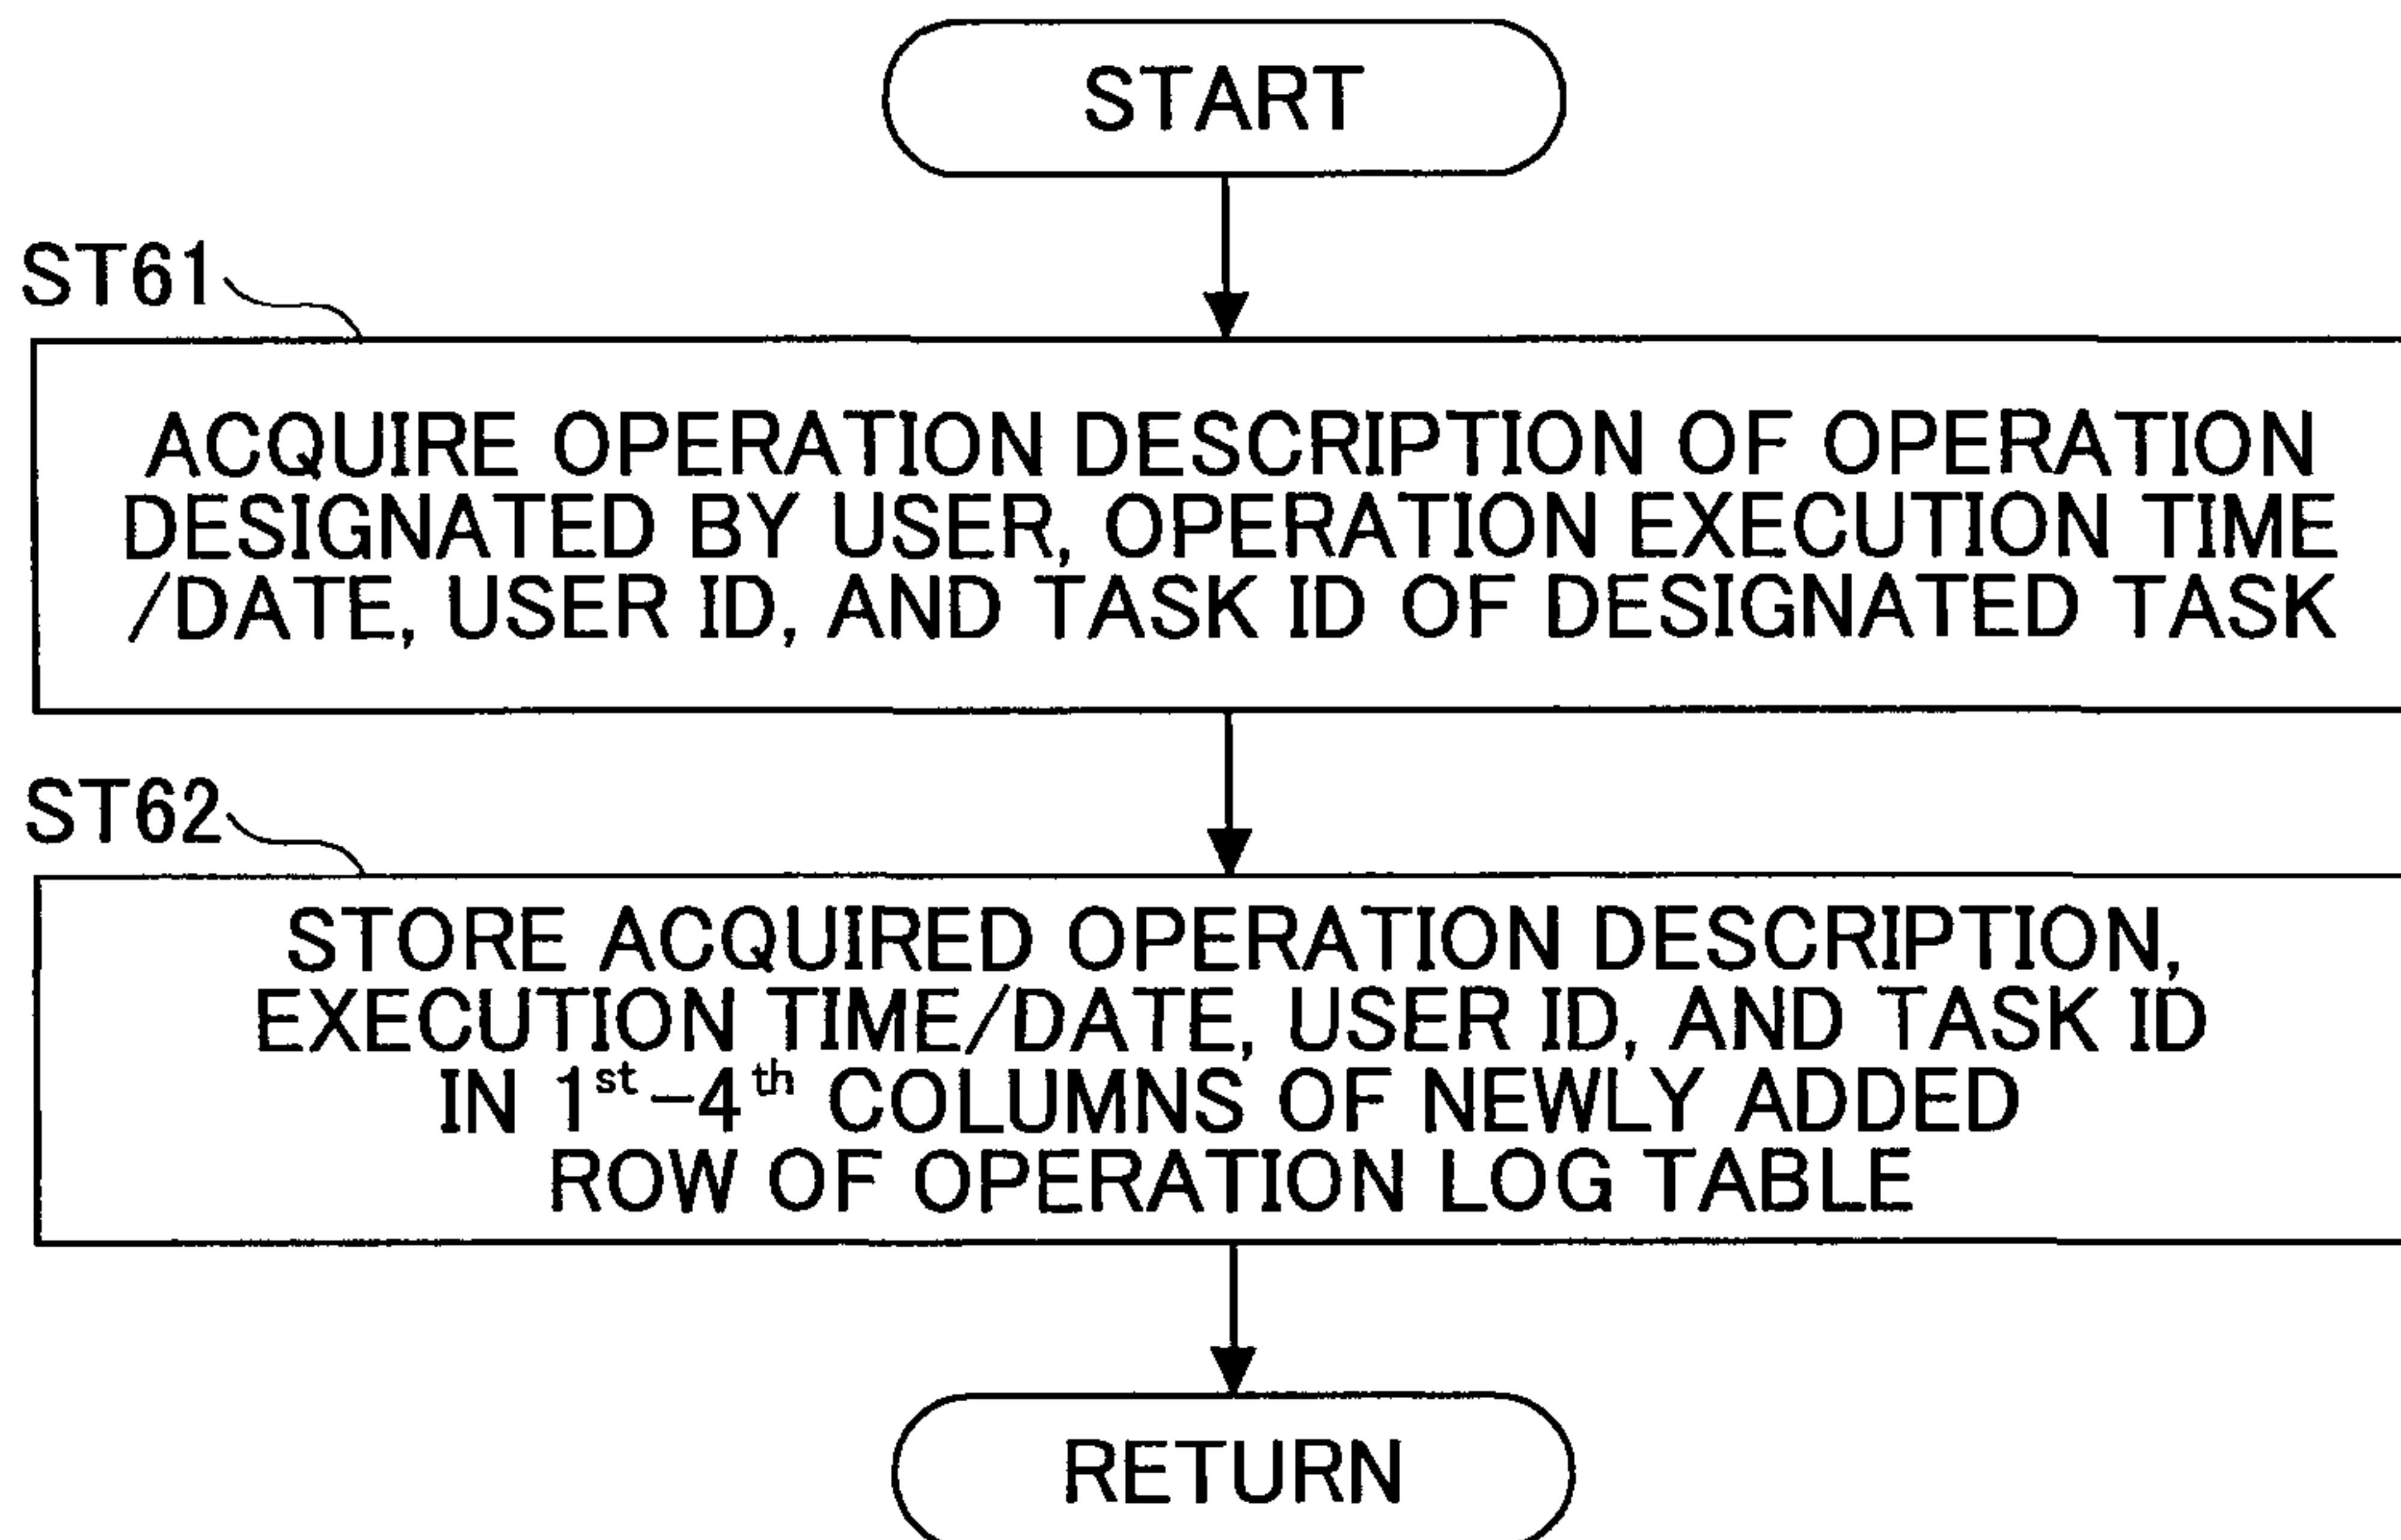 START
ST61
ACQUIRE OPERATION DESCRIPTION OF OPERATION
DESIGNATED BY USER, OPERATION EXECUTION TIME
/DATE, USER ID, AND TASK ID OF DESIGNATED TASK
ST62
STORE ACQUIRED OPERATION DESCRIPTION,
EXECUTION TIME/DATE, USER ID, AND TASK ID
IN 1st-4th COLUMNS OF NEWLY ADDED
ROW OF OPERATION LOG TABLE
RETURN